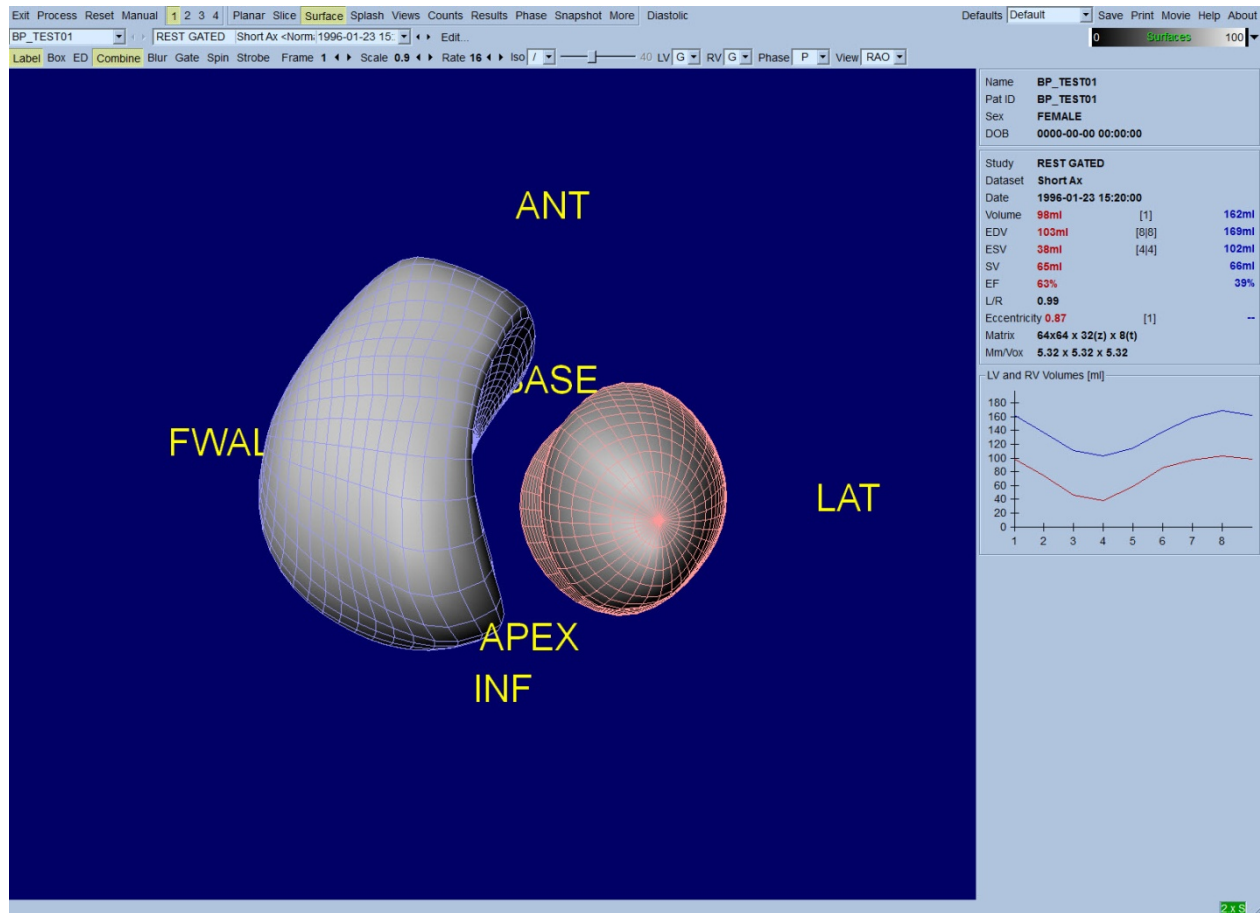 Exit Process Reset Manual 1 2 3 4 Planar Slice Surface Splash Views Counts Results Phase Snapshot More Diastolic Defaults Default Save Print Movie Help About
BP_TEST01 REST GATED Short Ax <Norm 1996-01-23 15: Edit... 0 Surfaces 100
Label Box ED Combine Blur Gate Spin Strobe Frame 1 Scale 0.9 Rate 16 Iso / 40 LV G RV G Phase P View RAO
ANT
BASE
FWAL
LAT
APEX
INF
Name BP_TEST01
Pat ID BP_TEST01
Sex FEMALE
DOB 0000-00-00 00:00:00
Study REST GATED
Dataset Short Ax
Date 1996-01-23 15:20:00
Volume 98ml [1] 162ml
EDV 103ml [8|8] 169ml
ESV 38ml [4|4] 102ml
SV 65ml 66ml
EF 63% 39%
L/R 0.99
Eccentricity 0.87 [1] --
Matrix 64x64 x 32(z) x 8(t)
Mm/Vox 5.32 x 5.32 x 5.32
LV and RV Volumes [ml]
180
160
140
120
100
80
60
40
20
0
1 2 3 4 5 6 7 8
2 x S